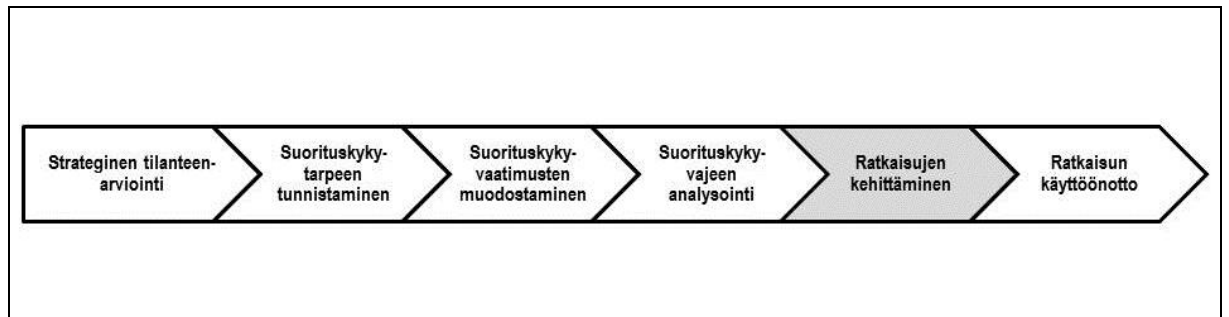 Strateginen tilanteen-
arviointi
Suorituskyky-
tarpeen
tunnistaminen
Suorituskyky-
vaatimusten
muodostaminen
Suorituskyky-
vajeen
analysointi
Ratkaisujen
kehittäminen
Ratkaisun
käyttöönotto